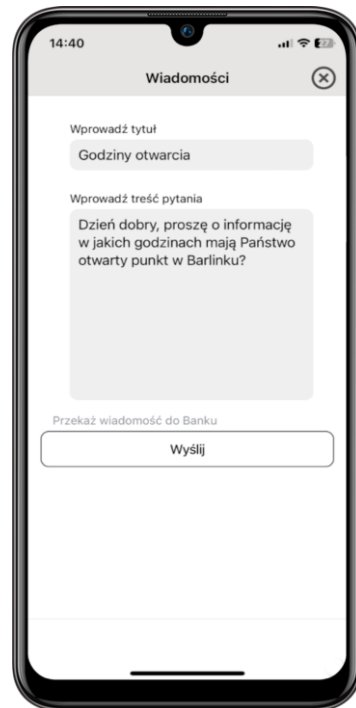 14:40
27
Wiadomości
Wprowadź tytuł
Godziny otwarcia
Wprowadź treść pytania
Dzień dobry, proszę o informację
w jakich godzinach mają Państwo
otwarty punkt w Barlinku?
Przekaż wiadomość do Banku
Wyślij